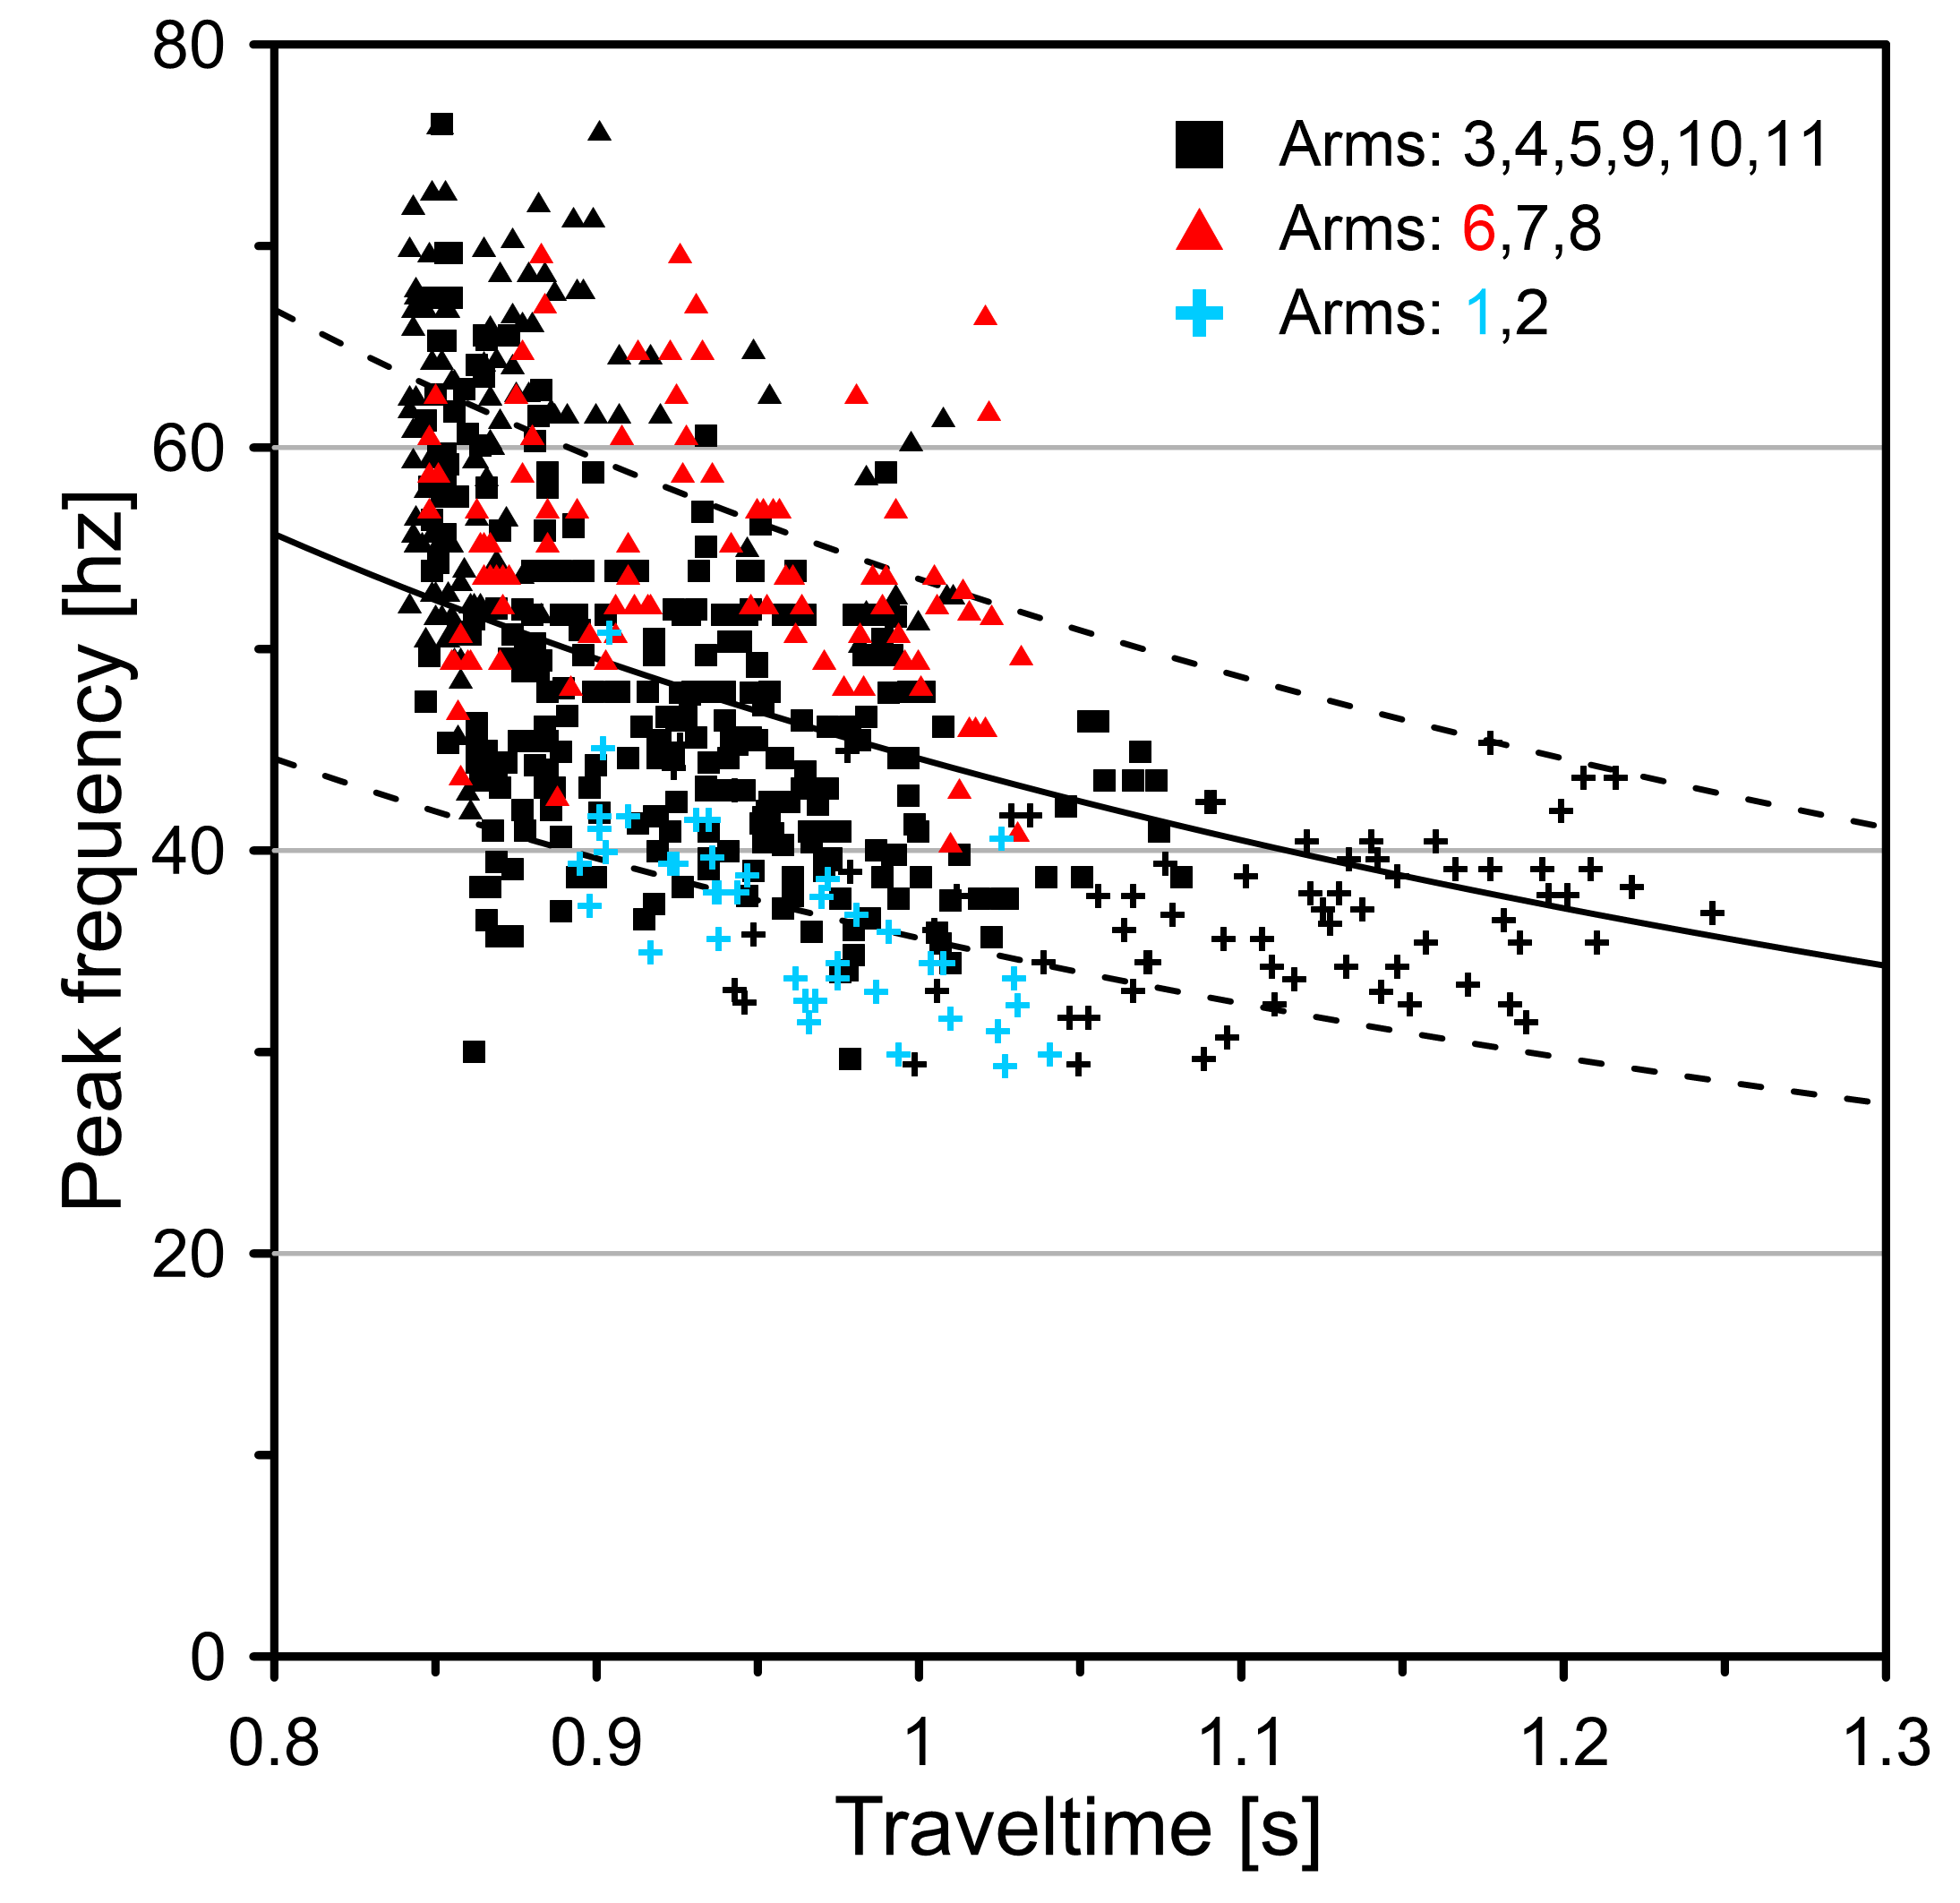 80
60
40
20
0
Peak frequency [hz]
Arms: 3,4,5,9,10,11
Arms: 6,7,8
Arms: 1,2
0.8 0.9 1 1.1 1.2 1.3
Traveltime [s]